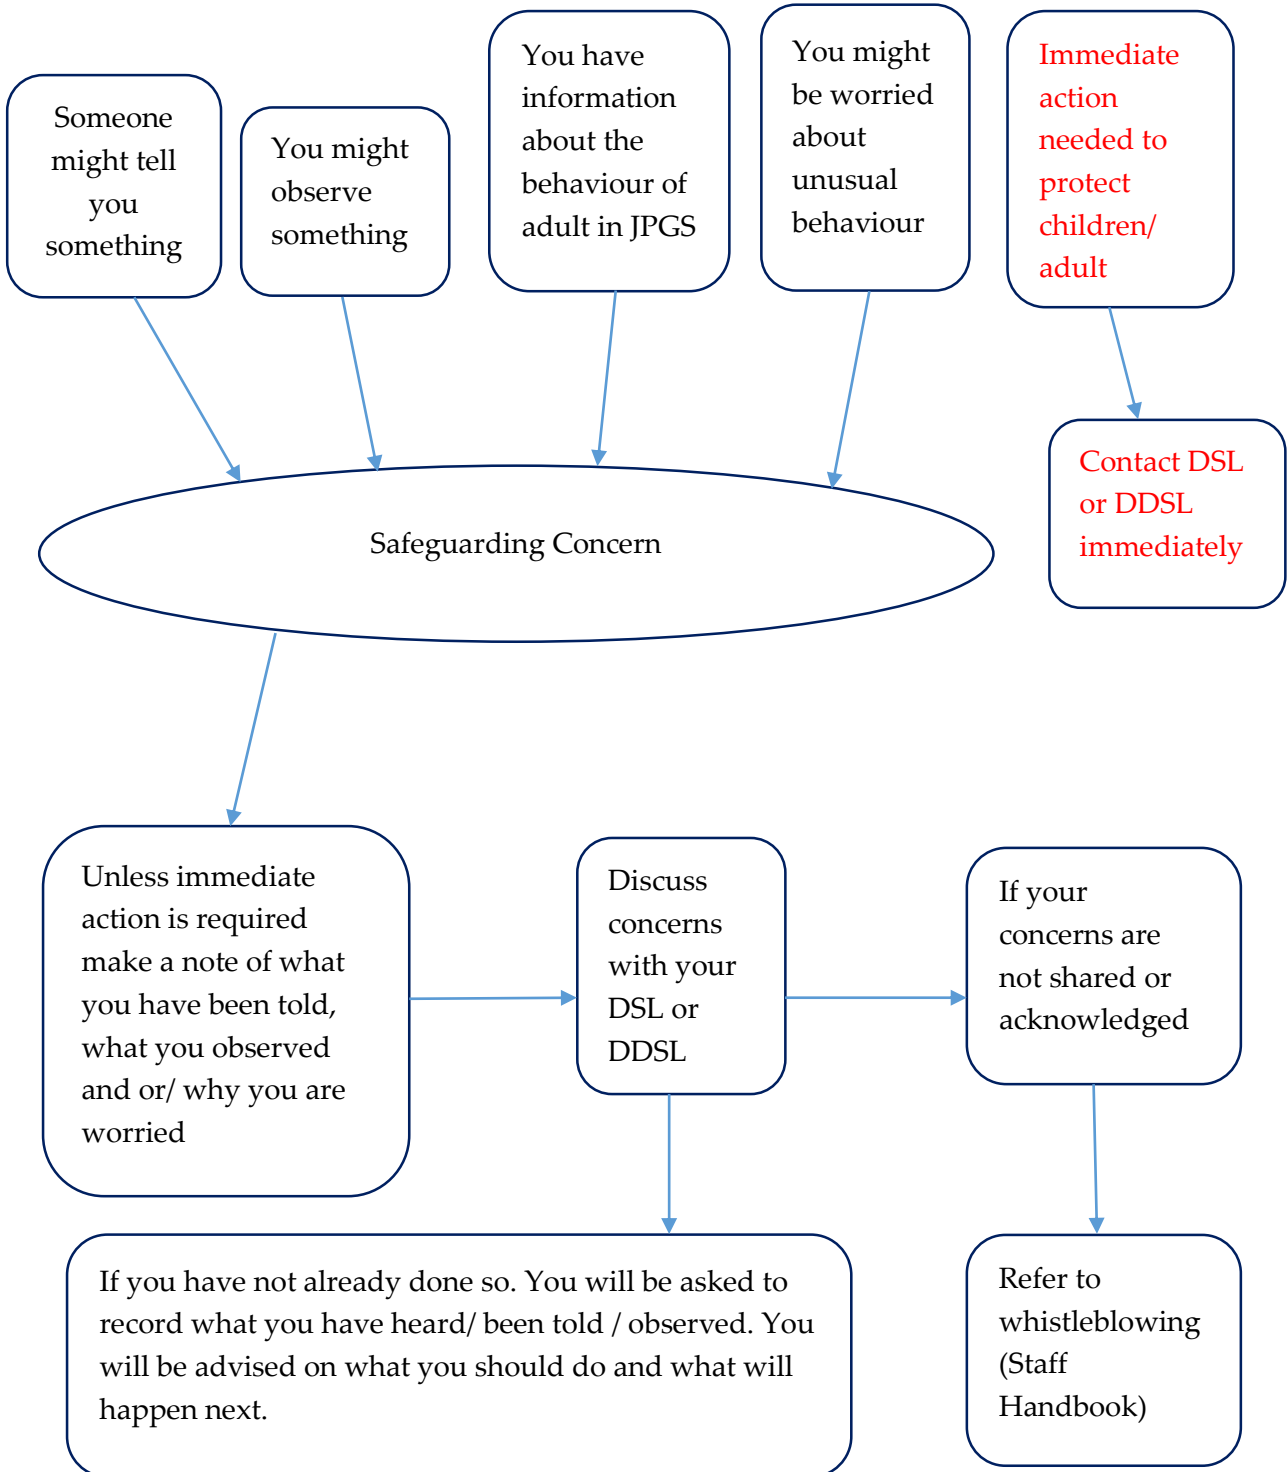 Someone
might tell
you
something
You might
observe
something
You have
information
about the
behaviour of
adult in JPGS
You might
be worried
about
unusual
behaviour
Immediate
action
needed to
protect
children/
adult
Contact DSL
or DDSL
immediately
Safeguarding Concern
Unless immediate
action is required
make a note of what
you have been told,
what you observed
and or/ why you are
worried
Discuss
concerns
with your
DSL or
DDSL
If your
concerns are
not shared or
acknowledged
If you have not already done so. You will be asked to
record what you have heard/ been told / observed. You
will be advised on what you should do and what will
happen next.
Refer to
whistleblowing
(Staff
Handbook)